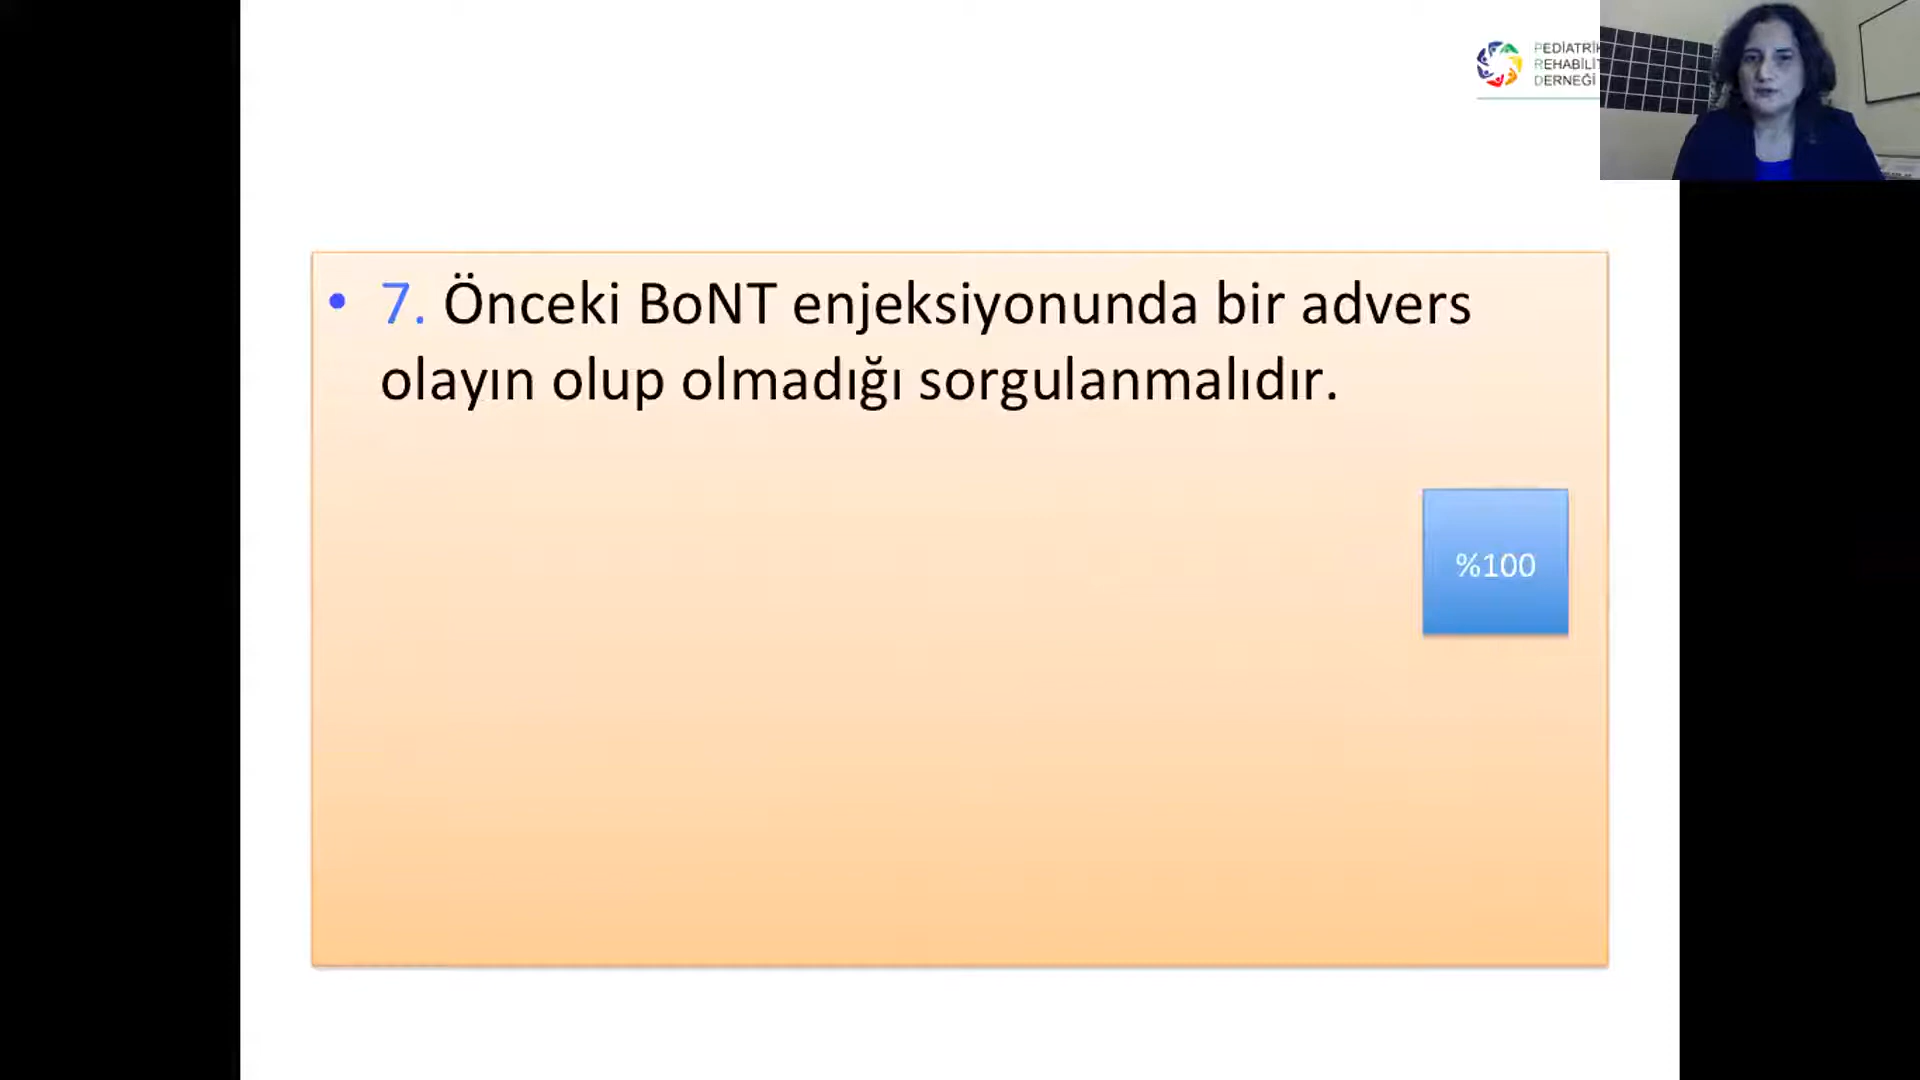 PEDİATRİK
REHABİLİT
DERNEĞİ
• 7. Önceki BoNT enjeksiyonunda bir advers
olayın olup olmadığı sorgulanmalıdır.
%100